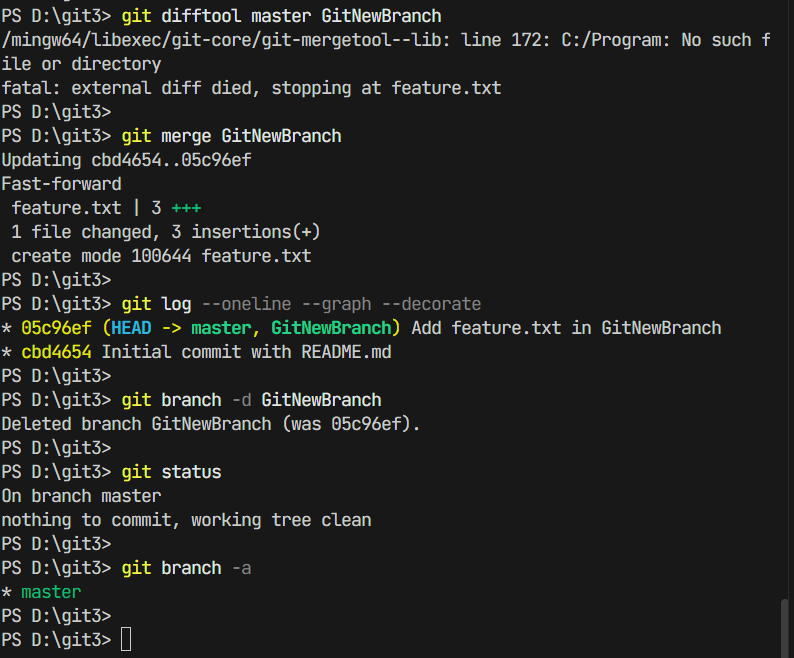 PS D:\git3> git difftool master GitNewBranch
/mingw64/libexec/git-core/git-mergetool--lib: line 172: C:/Program: No such f
ile or directory
fatal: external diff died, stopping at feature.txt
PS D:\git3>
PS D:\git3> git merge GitNewBranch
Updating cbd4654..05c96ef
Fast-forward
 feature.txt | 3 +++
 1 file changed, 3 insertions(+)
 create mode 100644 feature.txt
PS D:\git3>
PS D:\git3> git log --oneline --graph --decorate
* 05c96ef (HEAD -> master, GitNewBranch) Add feature.txt in GitNewBranch
* cbd4654 Initial commit with README.md
PS D:\git3>
PS D:\git3> git branch -d GitNewBranch
Deleted branch GitNewBranch (was 05c96ef).
PS D:\git3>
PS D:\git3> git status
On branch master
nothing to commit, working tree clean
PS D:\git3>
PS D:\git3> git branch -a
* master
PS D:\git3>
PS D:\git3>